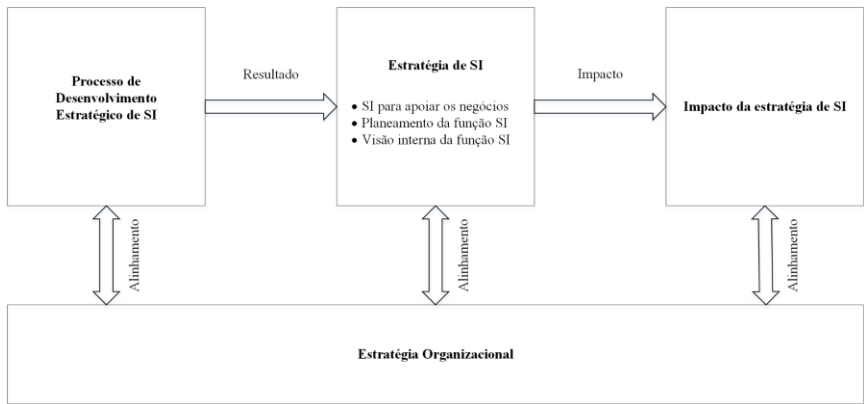 Processo de
Desenvolvimento
Estratégico de SI
Resultado
Estratégia de SI
• SI para apoiar os negócios
• Planeamento da função SI
• Visão interna da função SI
Impacto
Impacto da estratégia de SI
Alinhamento
Alinhamento
Alinhamento
Estratégia Organizacional